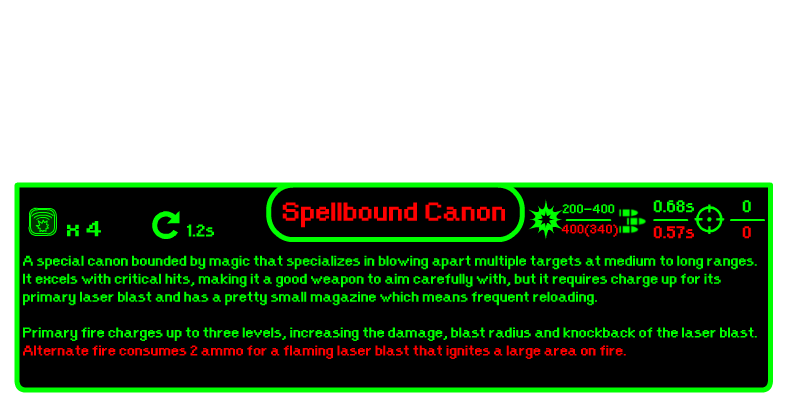 Spellbound Canon
x 4
1.2s
200-400
400(340)
0.68s
0.57s
0
0
A special canon bounded by magic that specializes in blowing apart multiple targets at medium to long ranges.
It excels with critical hits, making it a good weapon to aim carefully with, but it requires charge up for its
primary laser blast and has a pretty small magazine which means frequent reloading.
Primary fire charges up to three levels, increasing the damage, blast radius and knockback of the laser blast.
Alternate fire consumes 2 ammo for a flaming laser blast that ignites a large area on fire.